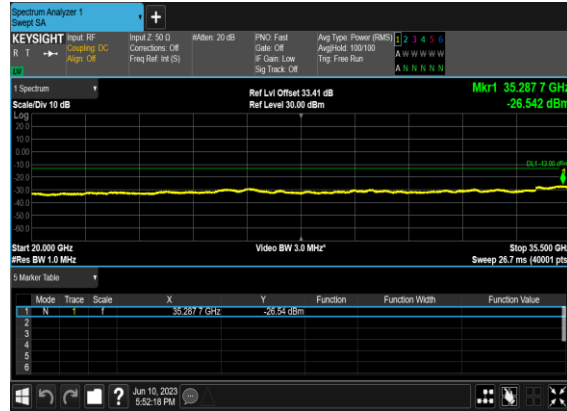 Spectrum Analyzer 1
Swept SA
+
KEYSIGHT Input: RF Input Z: 50 Ω #Atten: 20 dB PNO: Fast Avg Type: Power (RMS) 1 2 3 4 5 6
R T Coupling: DC Corrections: Off Gate: Off Avg|Hold: 100/100 A W W W W W
Align: Off Freq Ref: Int (S) IF Gain: Low Trig: Free Run
Sig Track: Off A N N N N N
1 Spectrum Ref Lvl Offset 33.41 dB Mkr1 35.287 7 GHz
Scale/Div 10 dB Ref Level 30.00 dBm -26.542 dBm
Log
20.0
10.0
0.00
-10.0 DL1 -13.00 dBm
-20.0
-30.0
-40.0
-50.0
-60.0
Start 20.000 GHz Video BW 3.0 MHz* Stop 35.500 GHz
#Res BW 1.0 MHz Sweep 26.7 ms (40001 pts)
5 Marker Table
Mode Trace Scale X Y Function Function Width Function Value
1 N 1 f 35.287 7 GHz -26.54 dBm
2
3
4
5
6
? Jun 10, 2023
5:52:18 PM